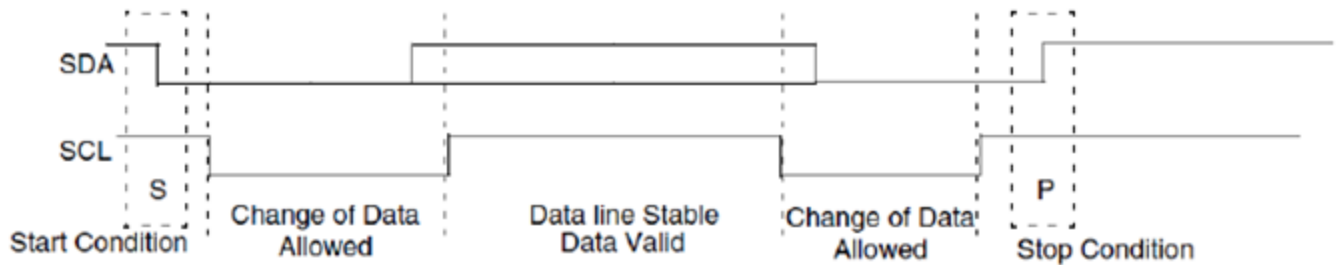 SDA
SCL
S
P
Start Condition
Change of Data
Allowed
Data line Stable
Data Valid
Change of Data
Allowed
Stop Condition